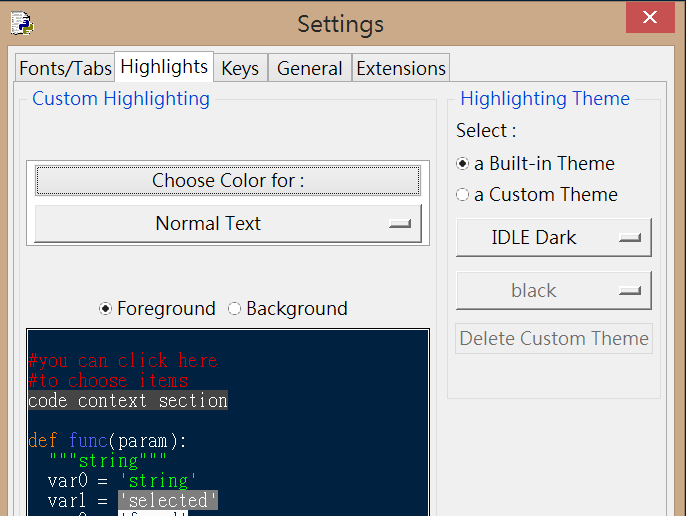 Settings
Fonts/Tabs Highlights Keys General Extensions
Custom Highlighting
Choose Color for :
Normal Text
Foreground Background
#you can click here
#to choose items
code context section
def func(param):
"""string"""
var0 = 'string'
var1 = 'selected'
Highlighting Theme
Select :
a Built-in Theme
a Custom Theme
IDLE Dark
black
Delete Custom Theme